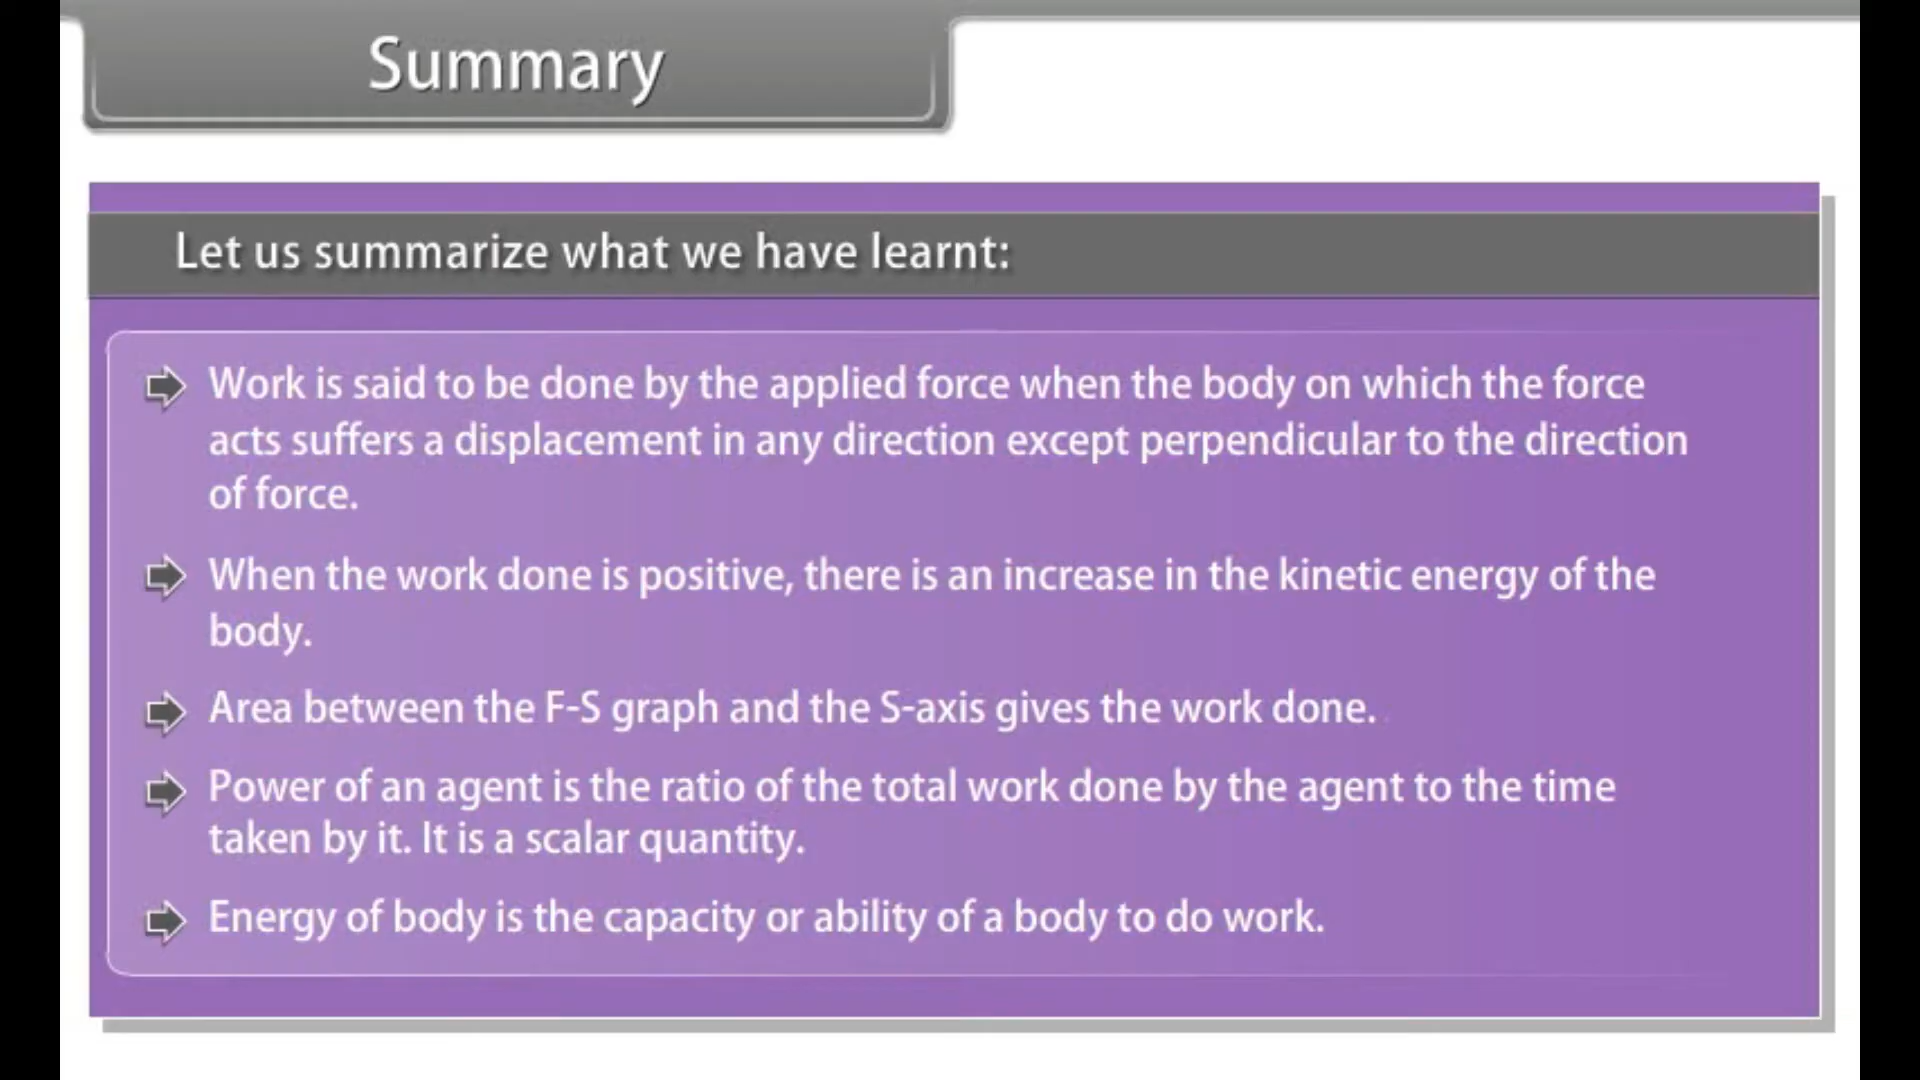 Summary
Let us summarize what we have learnt:
Work is said to be done by the applied force when the body on which the force
acts suffers a displacement in any direction except perpendicular to the direction
of force.
When the work done is positive, there is an increase in the kinetic energy of the
body.
Area between the F-S graph and the S-axis gives the work done.
Power of an agent is the ratio of the total work done by the agent to the time
taken by it. It is a scalar quantity.
Energy of body is the capacity or ability of a body to do work.